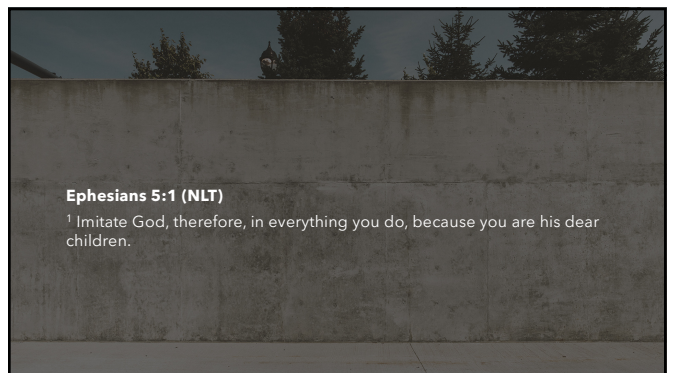 Ephesians 5:1 (NLT)
1 Imitate God, therefore, in everything you do, because you are his dear
children.